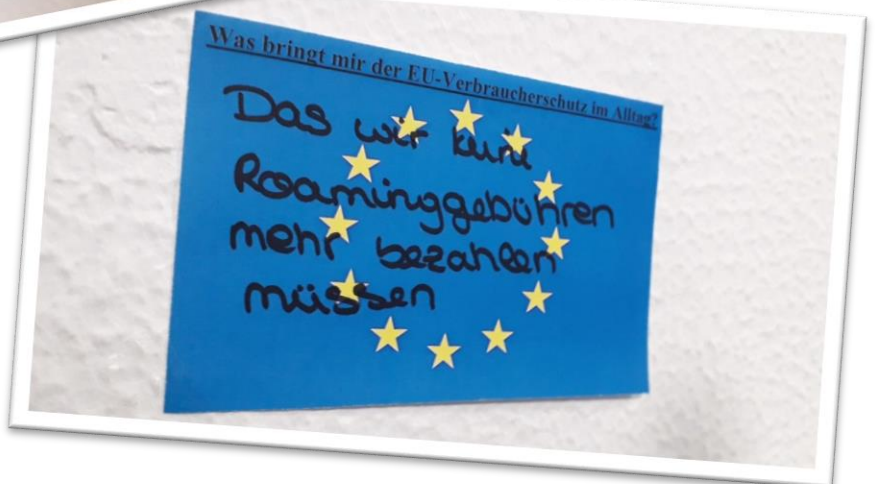 Was bringt mir der EU-Verbraucherschutz im Alltag?
Das wir keine
Roaminggebühren
mehr bezahlen
müssen